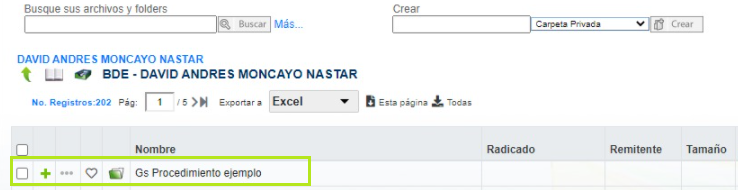 Busque sus archivos y folders
Crear
Buscar Más...
Carpeta Privada Crear
DAVID ANDRES MONCAYO NASTAR
BDE - DAVID ANDRES MONCAYO NASTAR
No. Registros:202 Pág: 1 / 5 Exportar a Excel Esta página Todas
Nombre Radicado Remitente Tamaño
Gs Procedimiento ejemplo